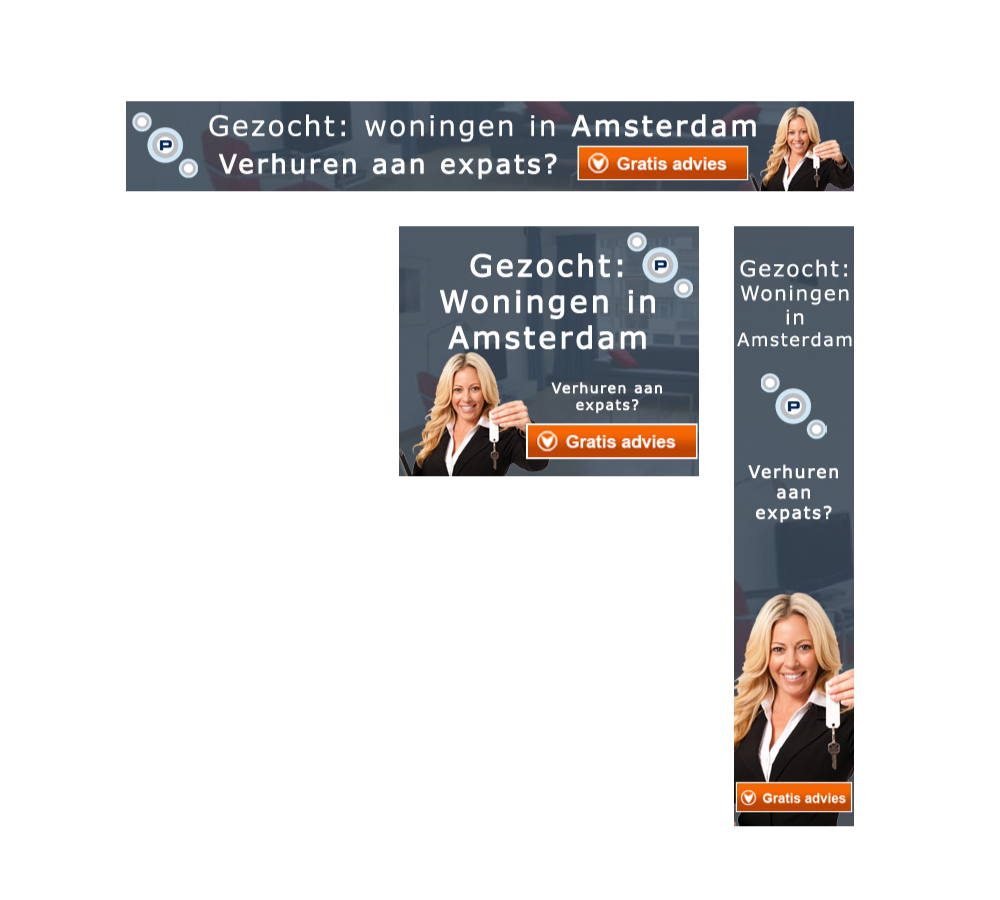 Gezocht: woningen in Amsterdam
P
Verhuren aan expats?
Gratis advies
Gezocht:
P
Woningen in
Amsterdam
Verhuren aan
expats?
Gratis advies
Gezocht:
Woningen
in
Amsterdam
P
Verhuren
aan
expats?
Gratis advies